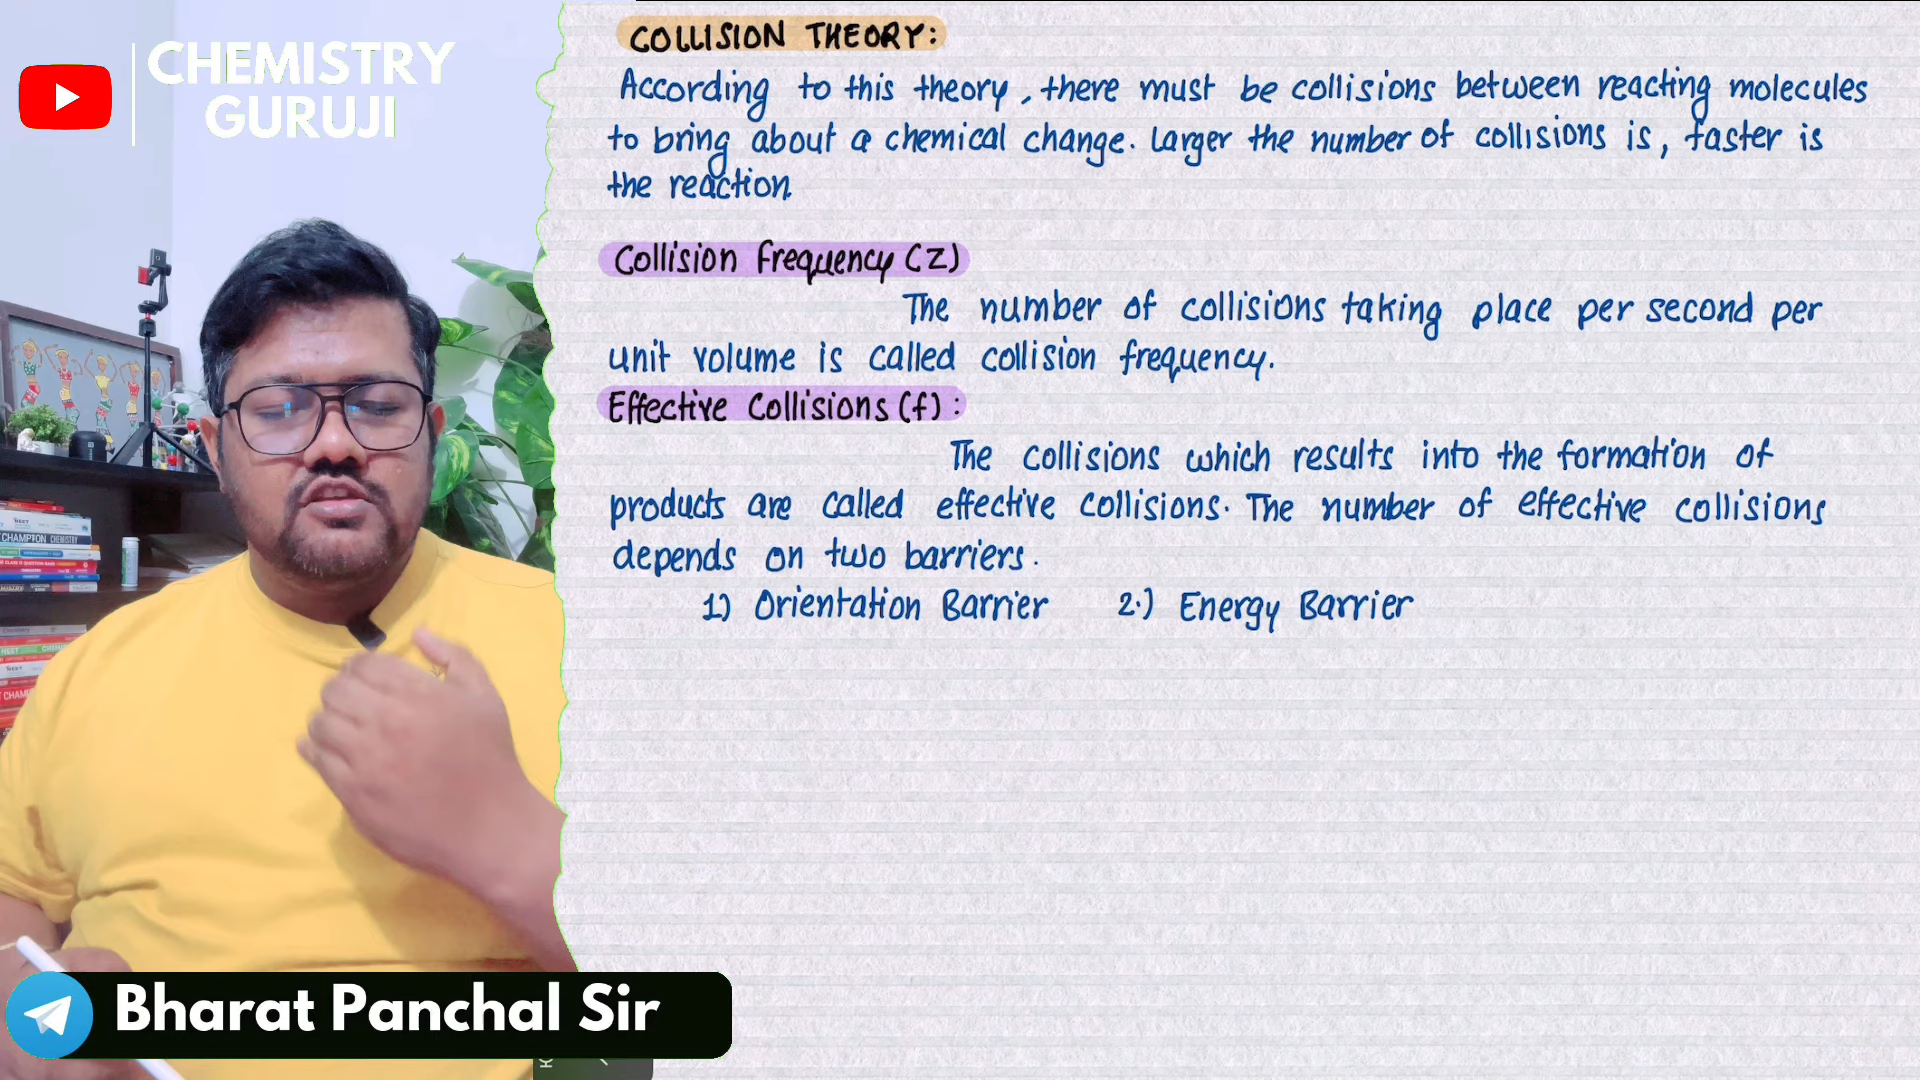 CHEMISTRY
GURUJI
COLLISION THEORY:
According to this theory, there must be collisions between reacting molecules
to bring about a chemical change. Larger the number of collisions is, faster is
the reaction.
Collision frequency (Z)
The number of collisions taking place per second per
unit volume is called collision frequency.
Effective Collisions (f) :
The collisions which results into the formation of
products are called effective collisions. The number of effective collisions
depends on two barriers.
1) Orientation Barrier 2.) Energy Barrier
CHAMPION
NEET
Bharat Panchal Sir